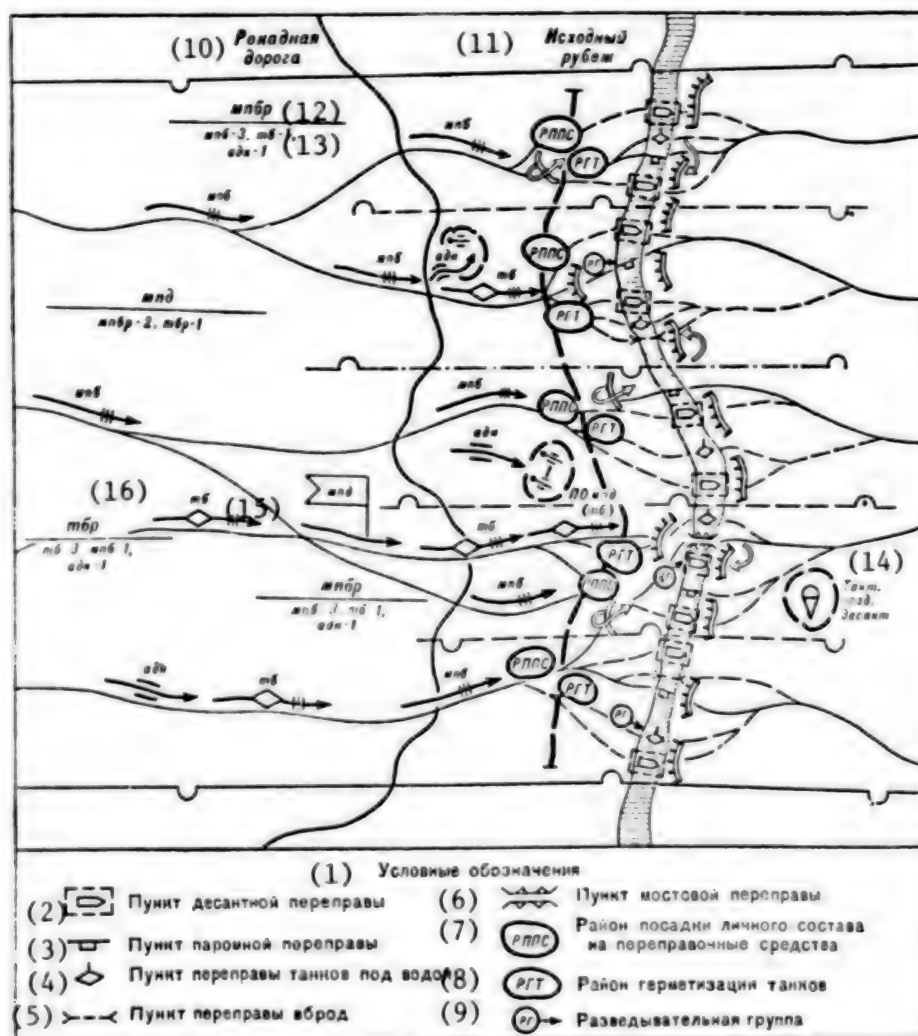 (10) Рокадная дорога
(11) Исходный рубеж
мпбр (12)
мпб-3, тб-1, адн-1 (13)
мпб
РППС
РГТ
мпб
мпб
адн
тб
РППС
РГ
РГТ
мпд
мпбр-2, тбр-1
мпб
мпб
РППС
РГТ
адн
(16)
тб
(15)
мпд
ПО мпд
(тб)
тб
РГТ
тбр
тб-3, мпб-1,
адн-1
мпбр
мпб-3, тб-1,
адн-1
мпб
РППС
РГ
(14)
Такт.
возд.
десант
адн
тб
мпб
РППС
РГТ
РГ
(1) Условные обозначения
(2) Пункт десантной переправы
(3) Пункт паромной переправы
(4) Пункт переправы танков под водой
(5) Пункт переправы вброд
(6) Пункт мостовой переправы
(7) РППС Район посадки личного состава
на переправочные средства
(8) РГТ Район герметизации танков
(9) РГ Разведывательная группа